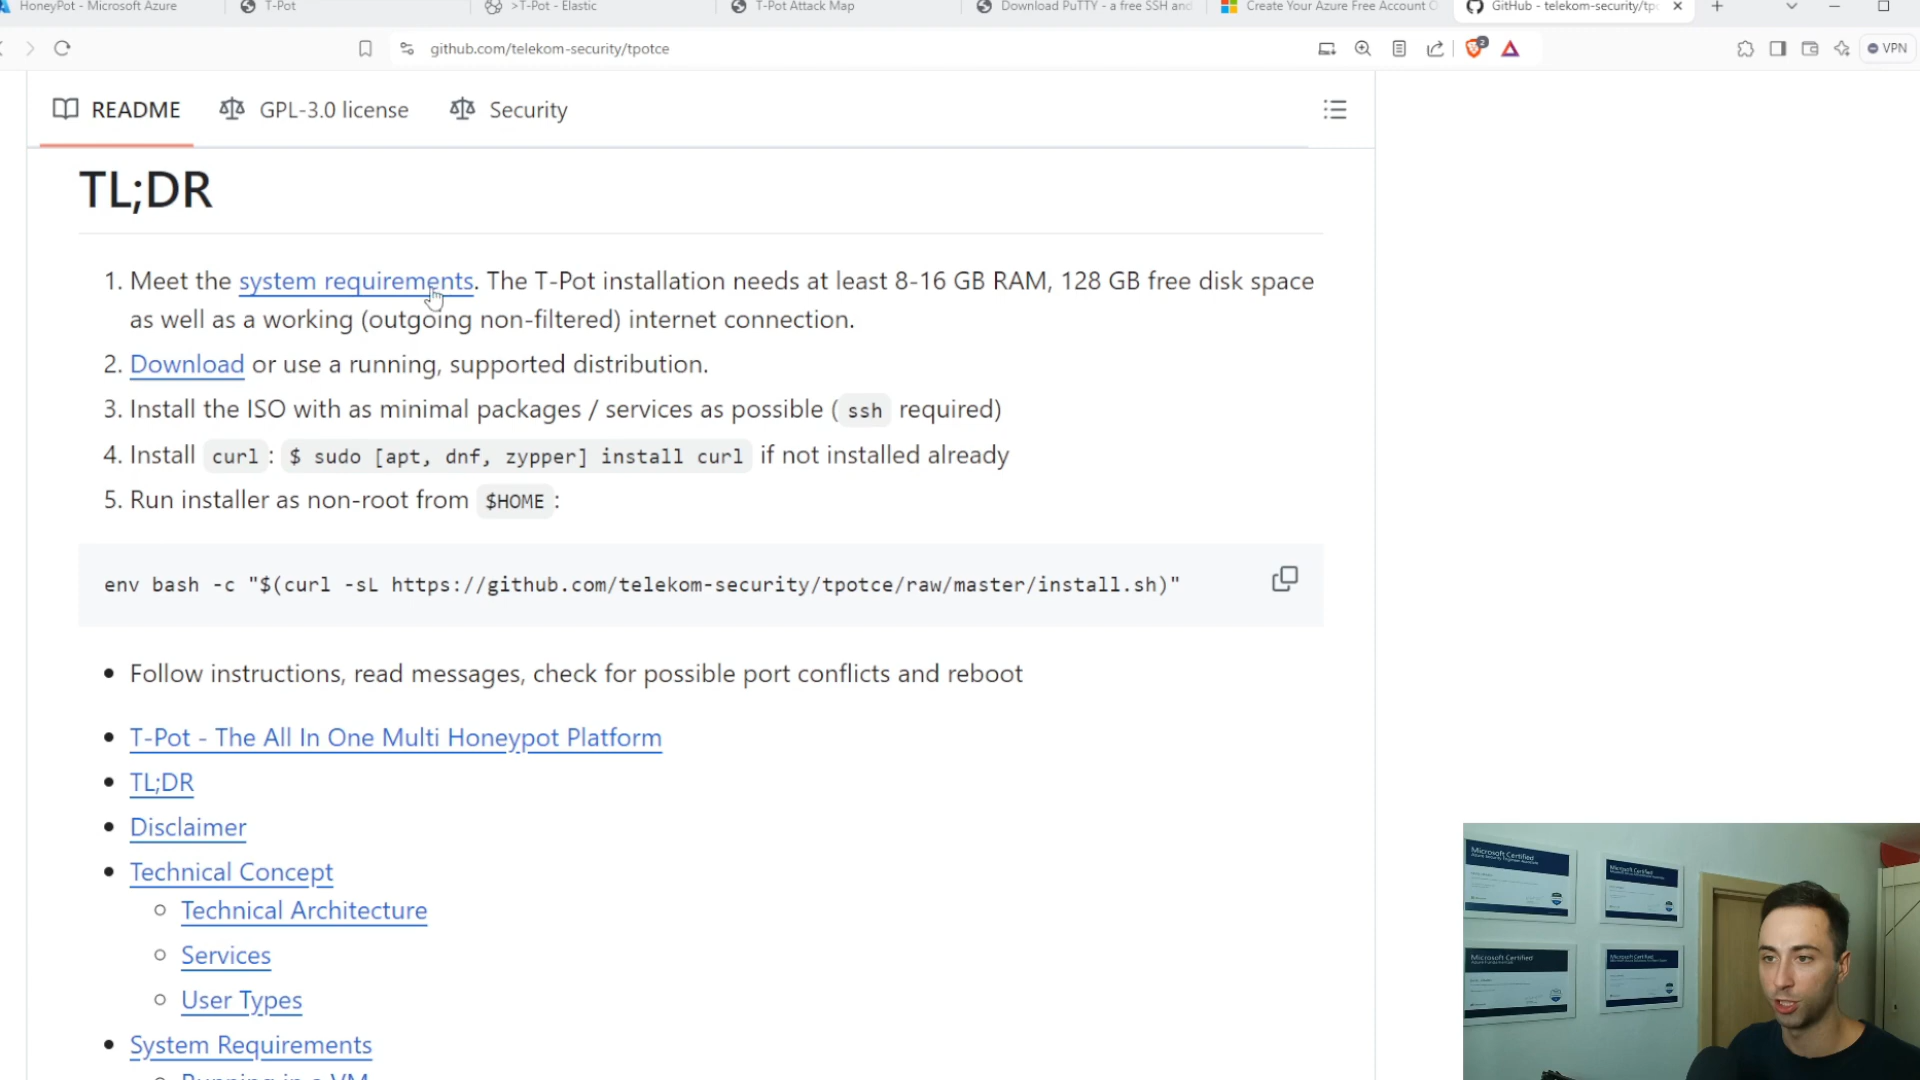 HoneyPot - Microsoft Azure
T-Pot
>T-Pot - Elastic
T-Pot Attack Map
Download PuTTY - a free SSH and
Create Your Azure Free Account O
GitHub - telekom-security/tpo
github.com/telekom-security/tpotce
2
VPN
README
GPL-3.0 license
Security
TL;DR
1. Meet the system requirements. The T-Pot installation needs at least 8-16 GB RAM, 128 GB free disk space
as well as a working (outgoing non-filtered) internet connection.
2. Download or use a running, supported distribution.
3. Install the ISO with as minimal packages / services as possible ( ssh required)
4. Install curl : $ sudo [apt, dnf, zypper] install curl if not installed already
5. Run installer as non-root from $HOME :
env bash -c "$(curl -sL https://github.com/telekom-security/tpotce/raw/master/install.sh)"
• Follow instructions, read messages, check for possible port conflicts and reboot
• T-Pot - The All In One Multi Honeypot Platform
• TL;DR
• Disclaimer
• Technical Concept
Technical Architecture
Services
User Types
• System Requirements
Running in a VM
Microsoft Certified
Microsoft Certified
Microsoft Certified
Microsoft Certified